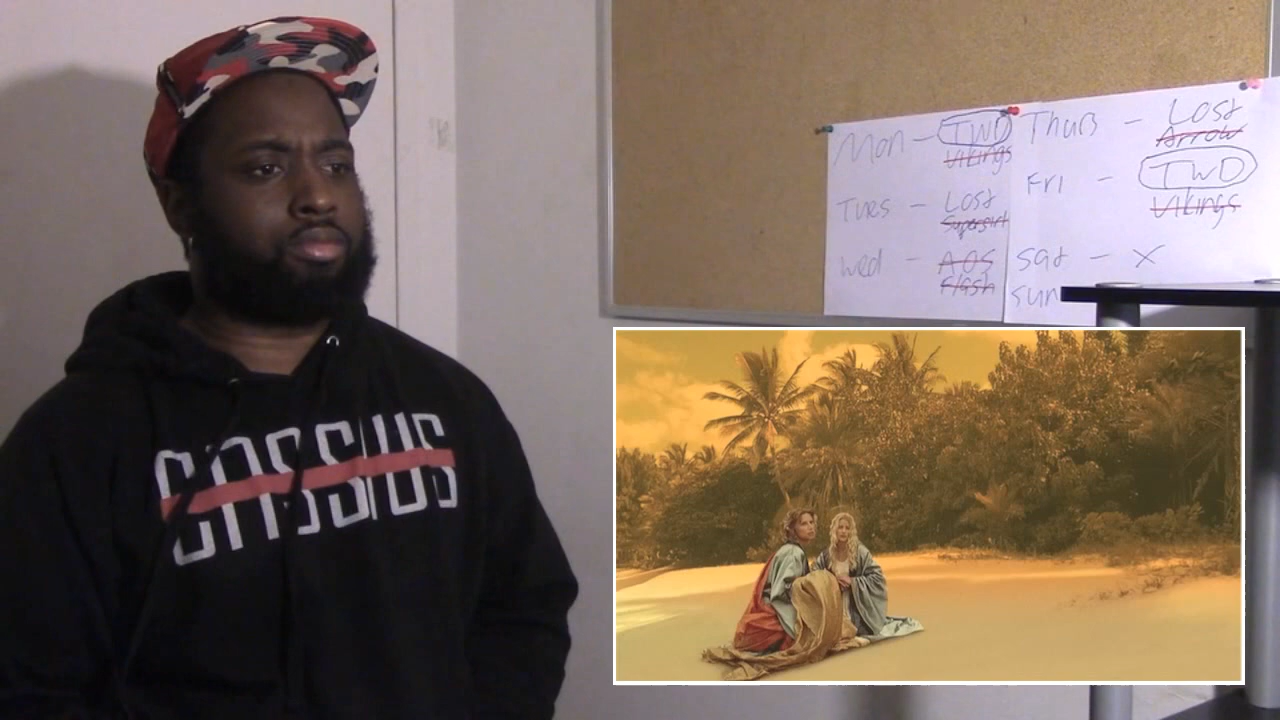 CASSIUS
Mon - TWD
Vikings
Tues - Lost
Supergirl
Wed - AOS
Flash
Thurs - Lost
Arrow
Fri - TWD
Vikings
Sat - X
Sun